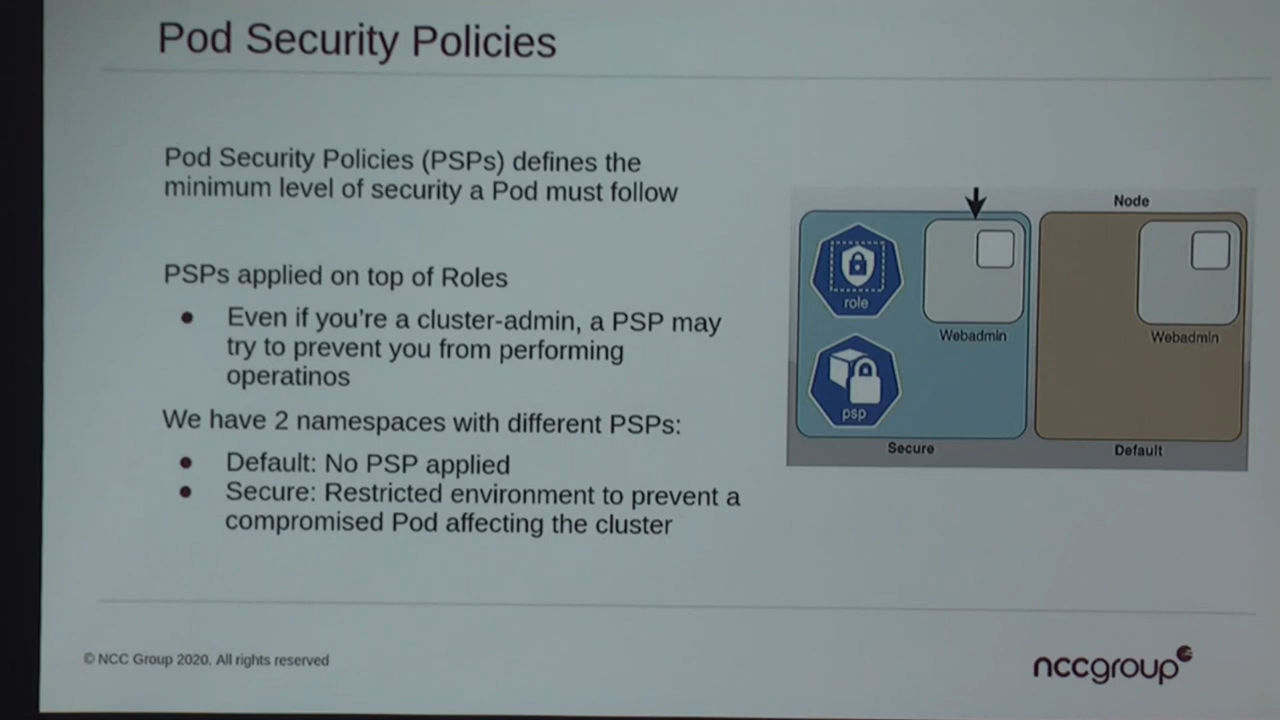 Pod Security Policies
Pod Security Policies (PSPs) defines the
minimum level of security a Pod must follow
PSPs applied on top of Roles
● Even if you're a cluster-admin, a PSP may
try to prevent you from performing
operatinos
We have 2 namespaces with different PSPs:
● Default: No PSP applied
● Secure: Restricted environment to prevent a
compromised Pod affecting the cluster
Node
role
Webadmin
Webadmin
psp
Secure
Default
© NCC Group 2020. All rights reserved
nccgroup